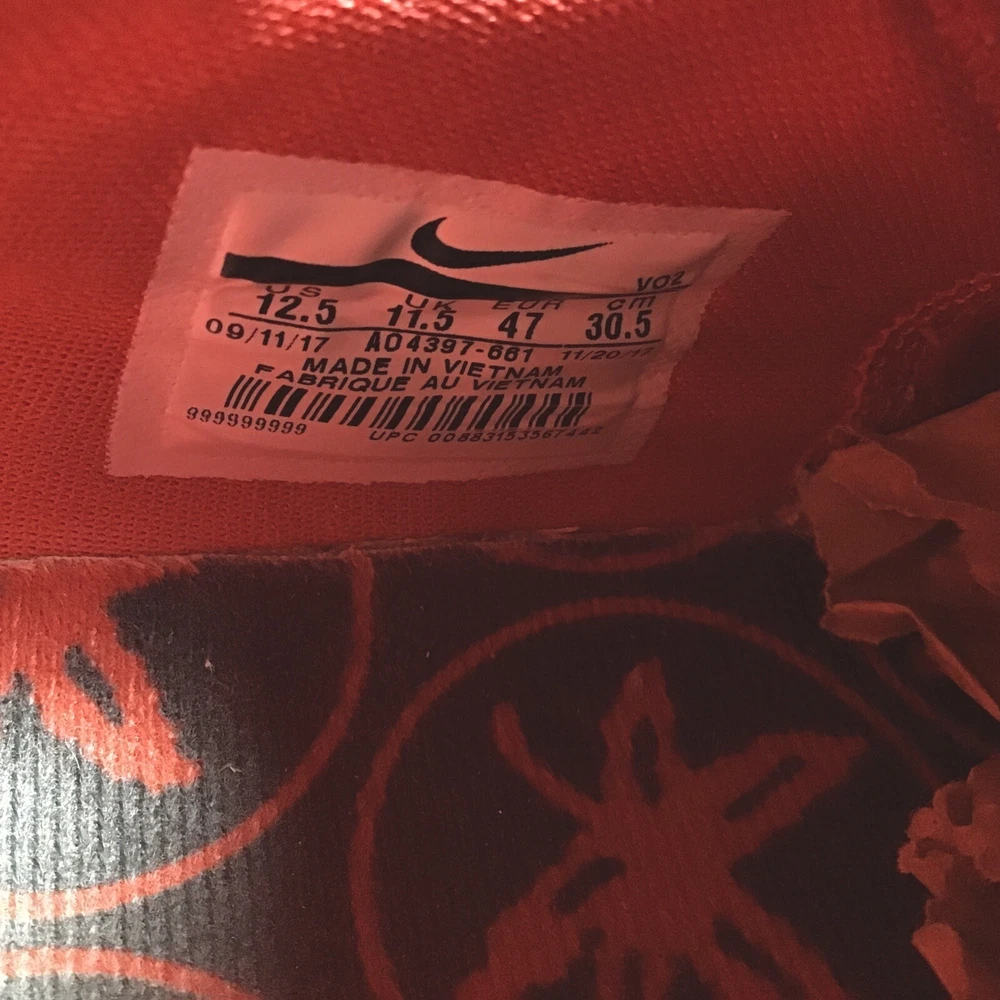 VO2
US UK EUR cm
12.5 11.5 47 30.5
09/11/17 AO4397-661 11/20/17
MADE IN VIETNAM
FABRIQUE AU VIETNAM
999999999 UPC 00883153567442